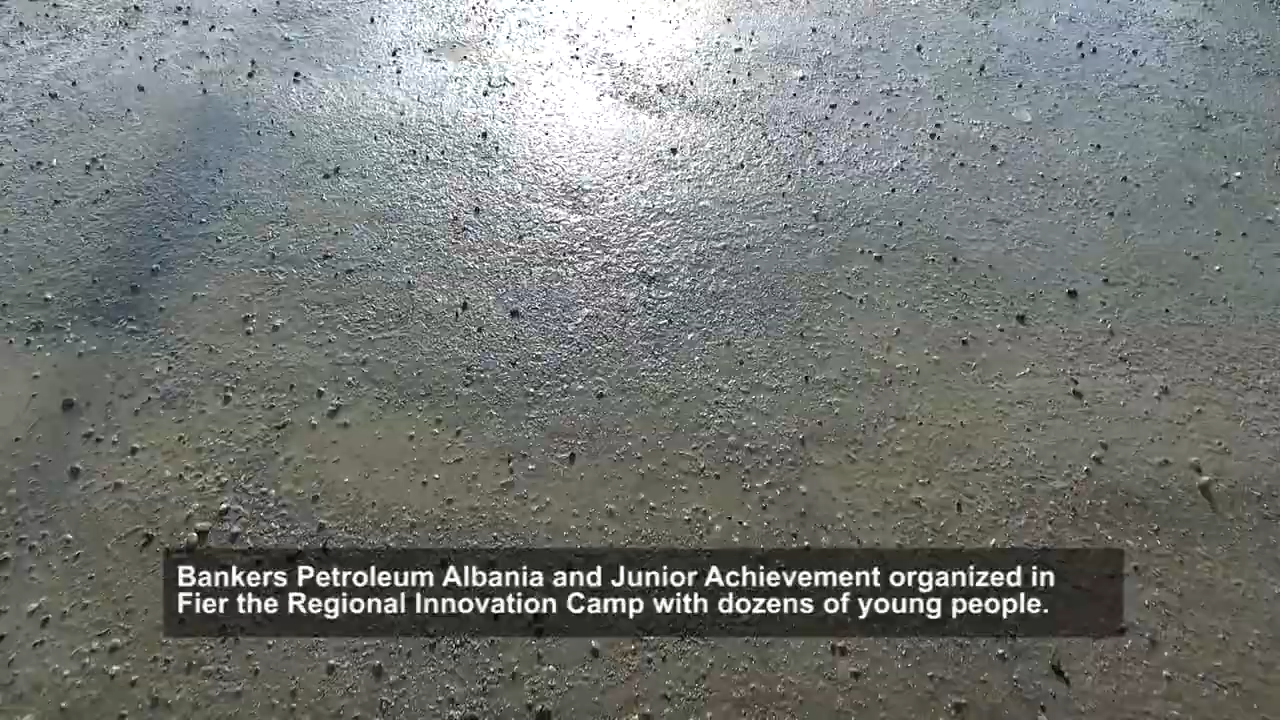 Bankers Petroleum Albania and Junior Achievement organized in
Fier the Regional Innovation Camp with dozens of young people.